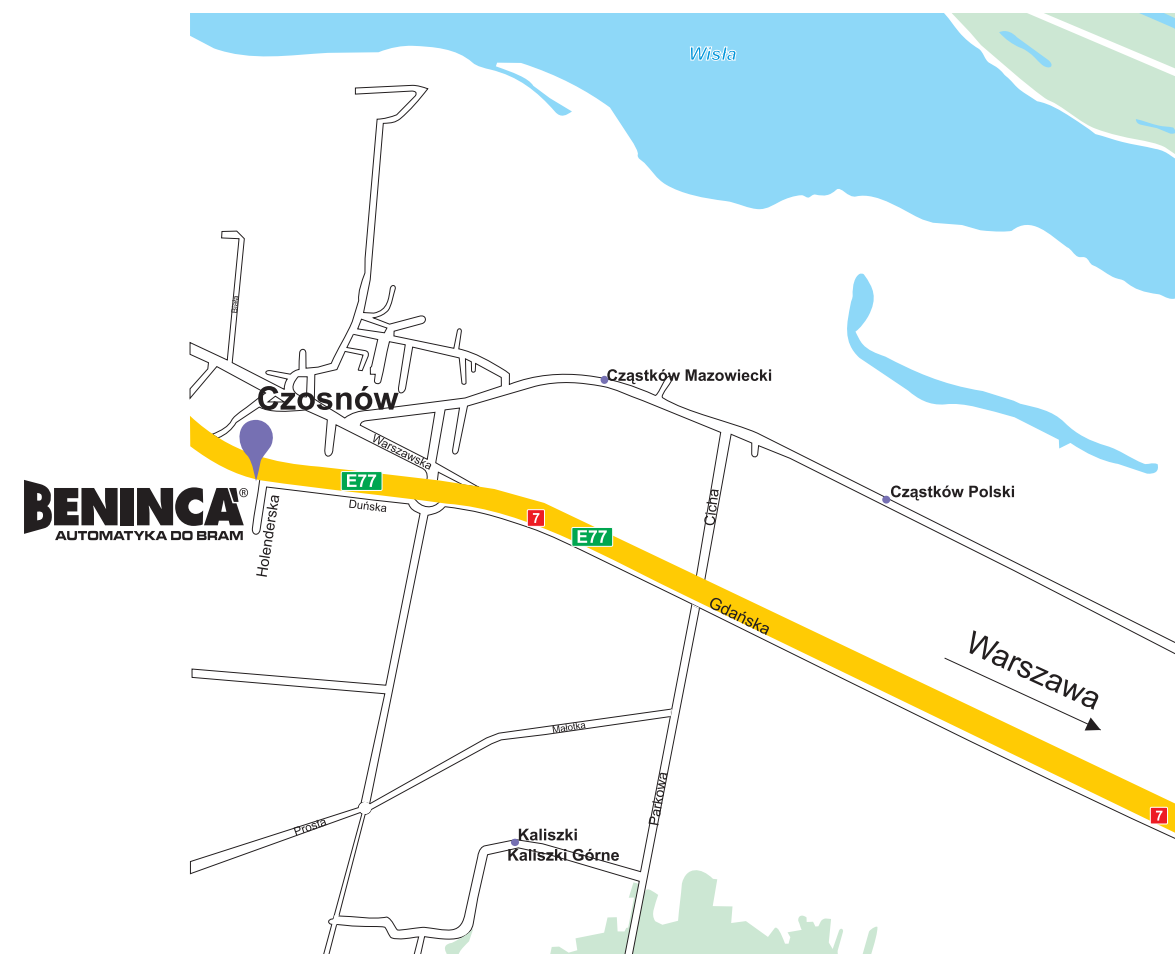 Wisła
Cząstków Mazowiecki
Czosnów
Warszawska
E77
BENINCA®
AUTOMATYKA DO BRAM
Holenderska
Duńska
7
E77
Cicha
Cząstków Polski
Gdańska
Warszawa
Małotka
Parkowa
Prosta
7
Kaliszki
Kaliszki Górne